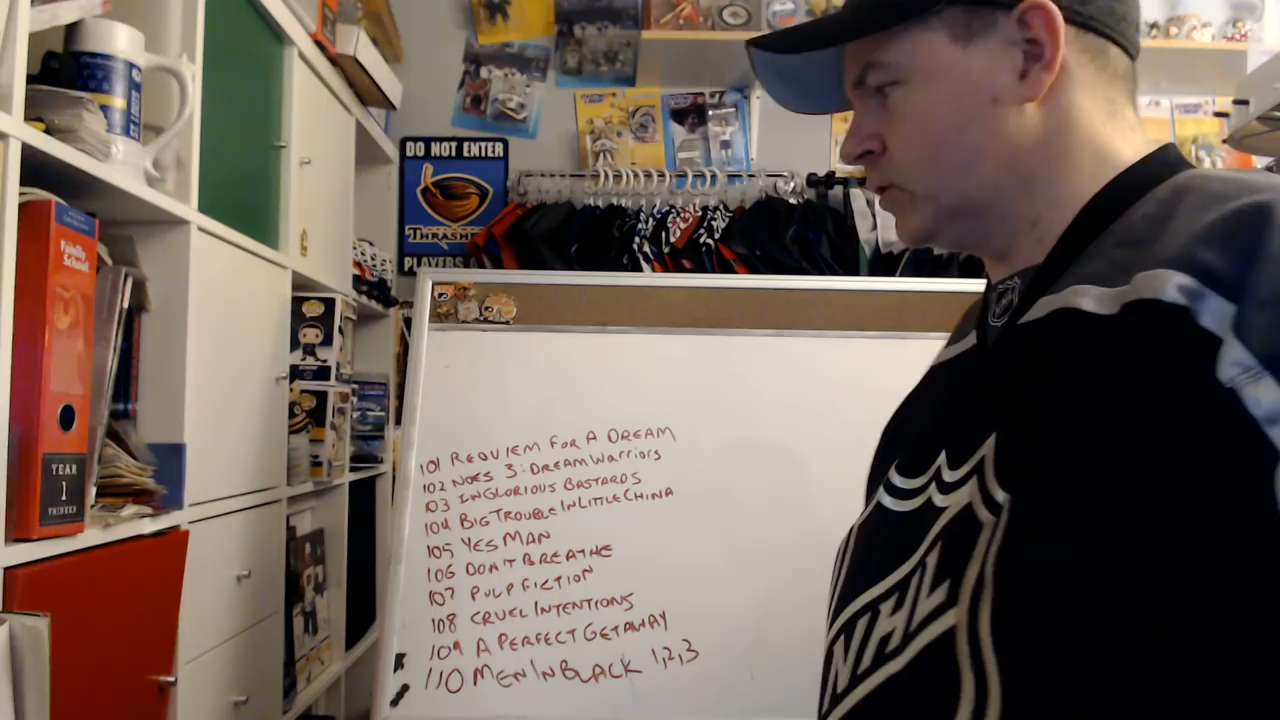 DO NOT ENTER
THRASHERS
PLAYERS
Family
School
YEAR
1
101 REQUIEM FOR A DREAM
102 NOES 3: DREAM WARRIORS
103 INGLORIOUS BASTARDS
104 BIG TROUBLE IN LITTLE CHINA
105 YES MAN
106 DON'T BREATHE
107 PULP FICTION
108 CRUEL INTENTIONS
109 A PERFECT GETAWAY
110 MEN IN BLACK 1,2,3
NHL